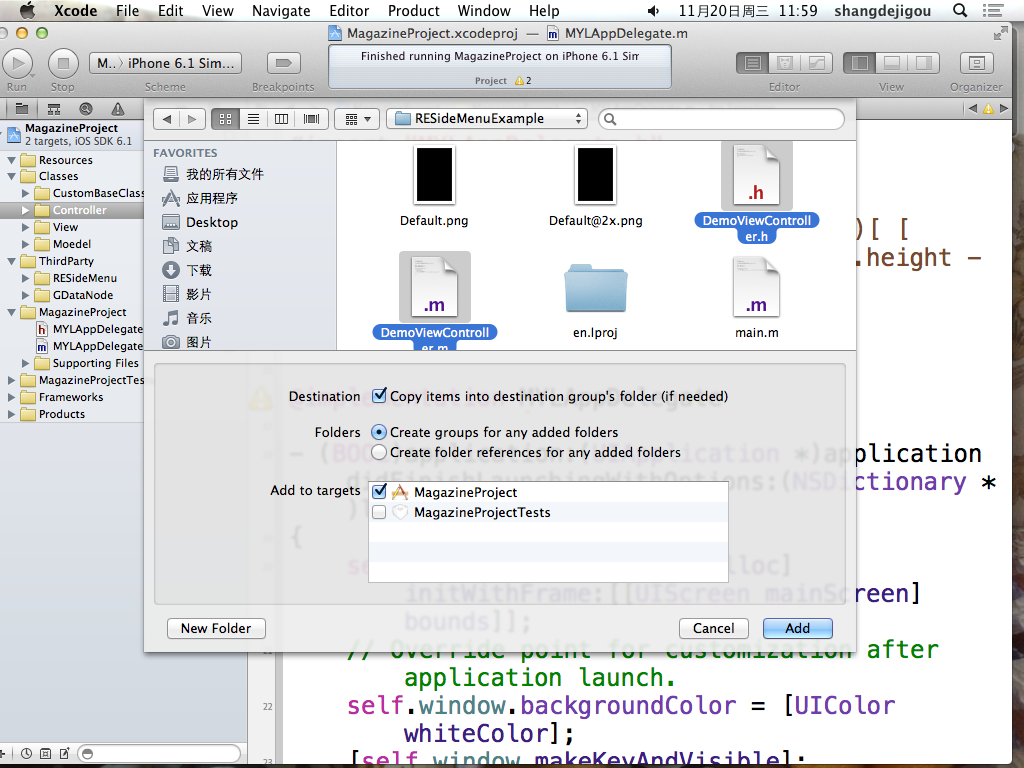 Xcode File Edit View Navigate Editor Product Window Help 11月20日周三 11:59 shangdejigou
MagazineProject.xcodeproj — MYLAppDelegate.m
M..〉iPhone 6.1 Sim...
Finished running MagazineProject on iPhone 6.1 Sim
Project 2
Run Stop Scheme Breakpoints Editor View Organizer
MagazineProject
2 targets, iOS SDK 6.1
Resources
Classes
CustomBaseClass
Controller
View
Moedel
ThirdParty
RESideMenu
GDataNode
MagazineProject
h MYLAppDelegate
m MYLAppDelegate
Supporting Files
MagazineProjectTes
Frameworks
Products
RESideMenuExample
FAVORITES
我的所有文件
应用程序
Desktop
文稿
下载
影片
音乐
图片
Default.png
Default@2x.png
.h
DemoViewController.h
.m
DemoViewController.m
en.lproj
.m
main.m
Destination Copy items into destination group's folder (if needed)
Folders Create groups for any added folders
Create folder references for any added folders
Add to targets MagazineProject
MagazineProjectTests
New Folder Cancel Add
)[ [
.height -
- (BOOL)application:(UIApplication *)application
didFinishLaunchingWithOptions:(NSDictionary *
{
lloc]
initWithFrame:[[UIScreen mainScreen]
bounds]];
// Override point for customization after
application launch.
22 self.window.backgroundColor = [UIColor
whiteColor];
23 [self.window makeKeyAndVisible];